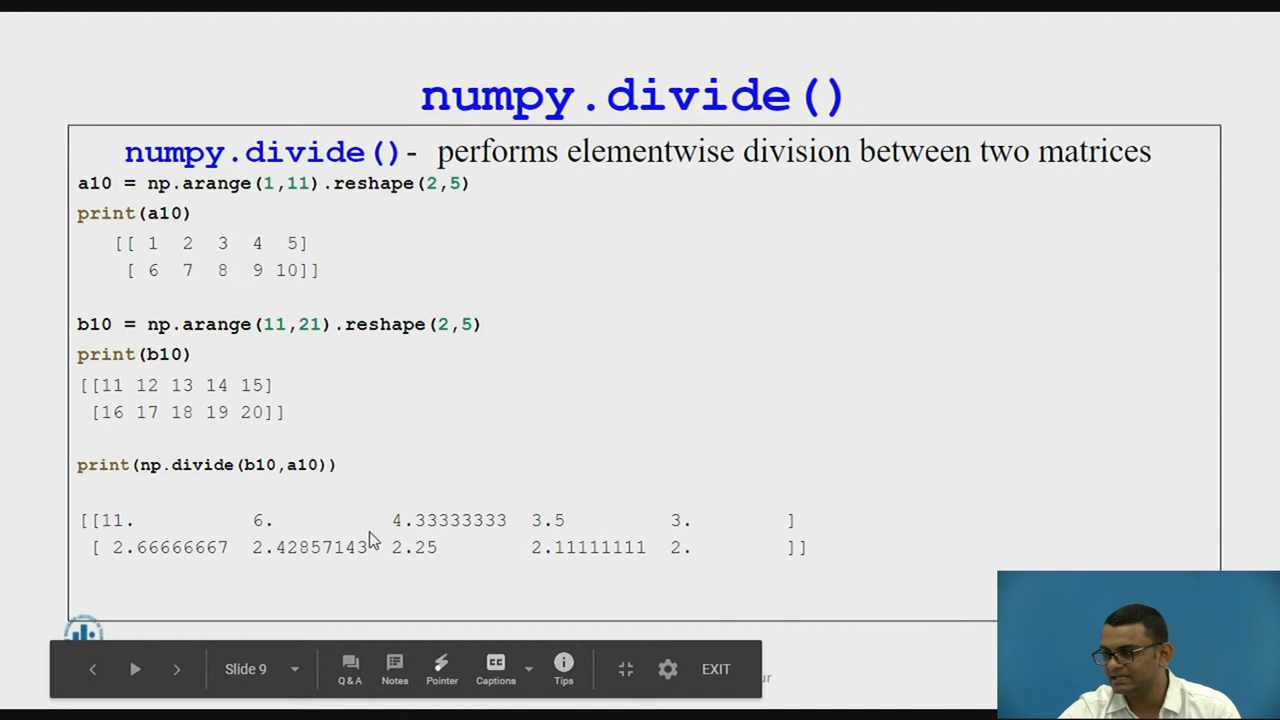 numpy.divide()
numpy.divide()- performs elementwise division between two matrices
a10 = np.arange(1,11).reshape(2,5)
print(a10)
[[ 1 2 3 4 5]
[ 6 7 8 9 10]]
b10 = np.arange(11,21).reshape(2,5)
print(b10)
[[11 12 13 14 15]
[16 17 18 19 20]]
print(np.divide(b10,a10))
[[11. 6. 4.33333333 3.5 3. ]
[ 2.66666667 2.42857143 2.25 2.11111111 2. ]]
Slide 9
Q & A Notes Pointer CC Captions Tips EXIT